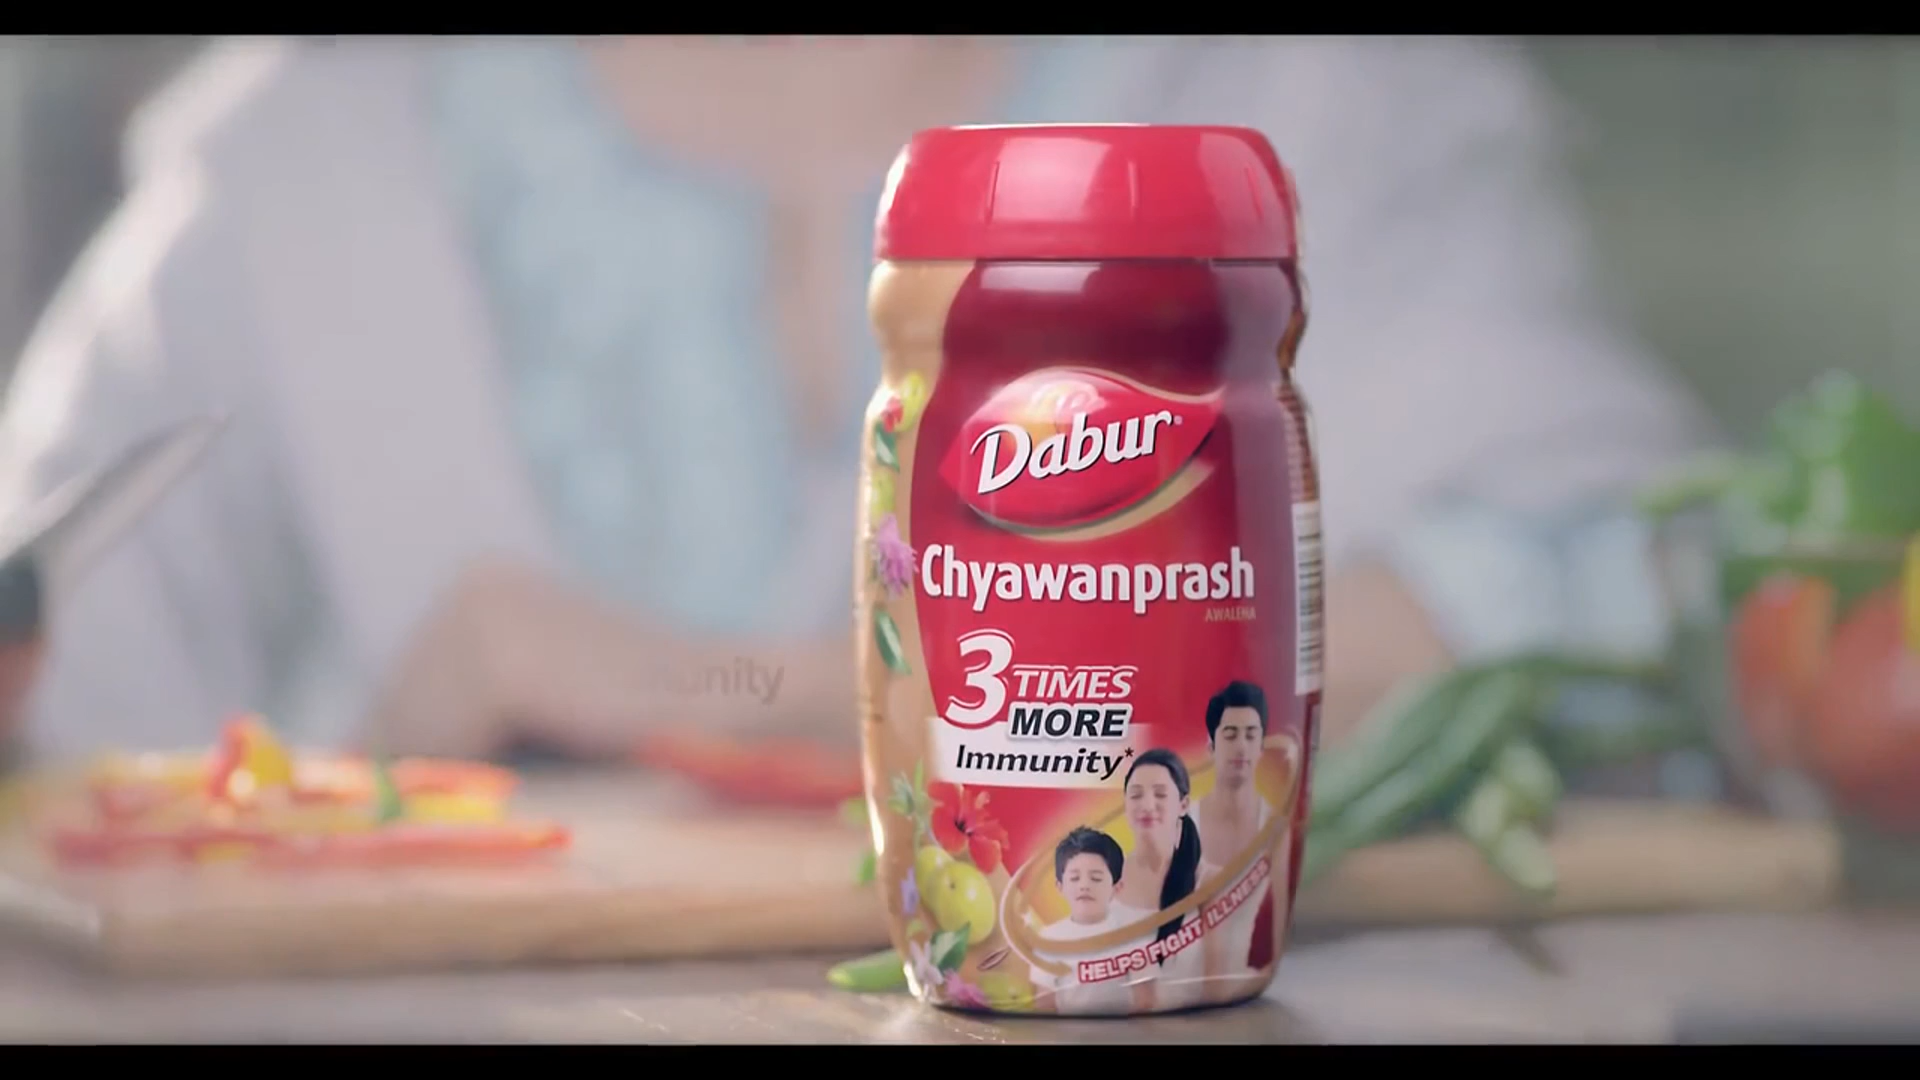 Dabur
Chyawanprash
AWALEHA
3 TIMES
MORE
Immunity*
HELPS FIGHT ILLNESS